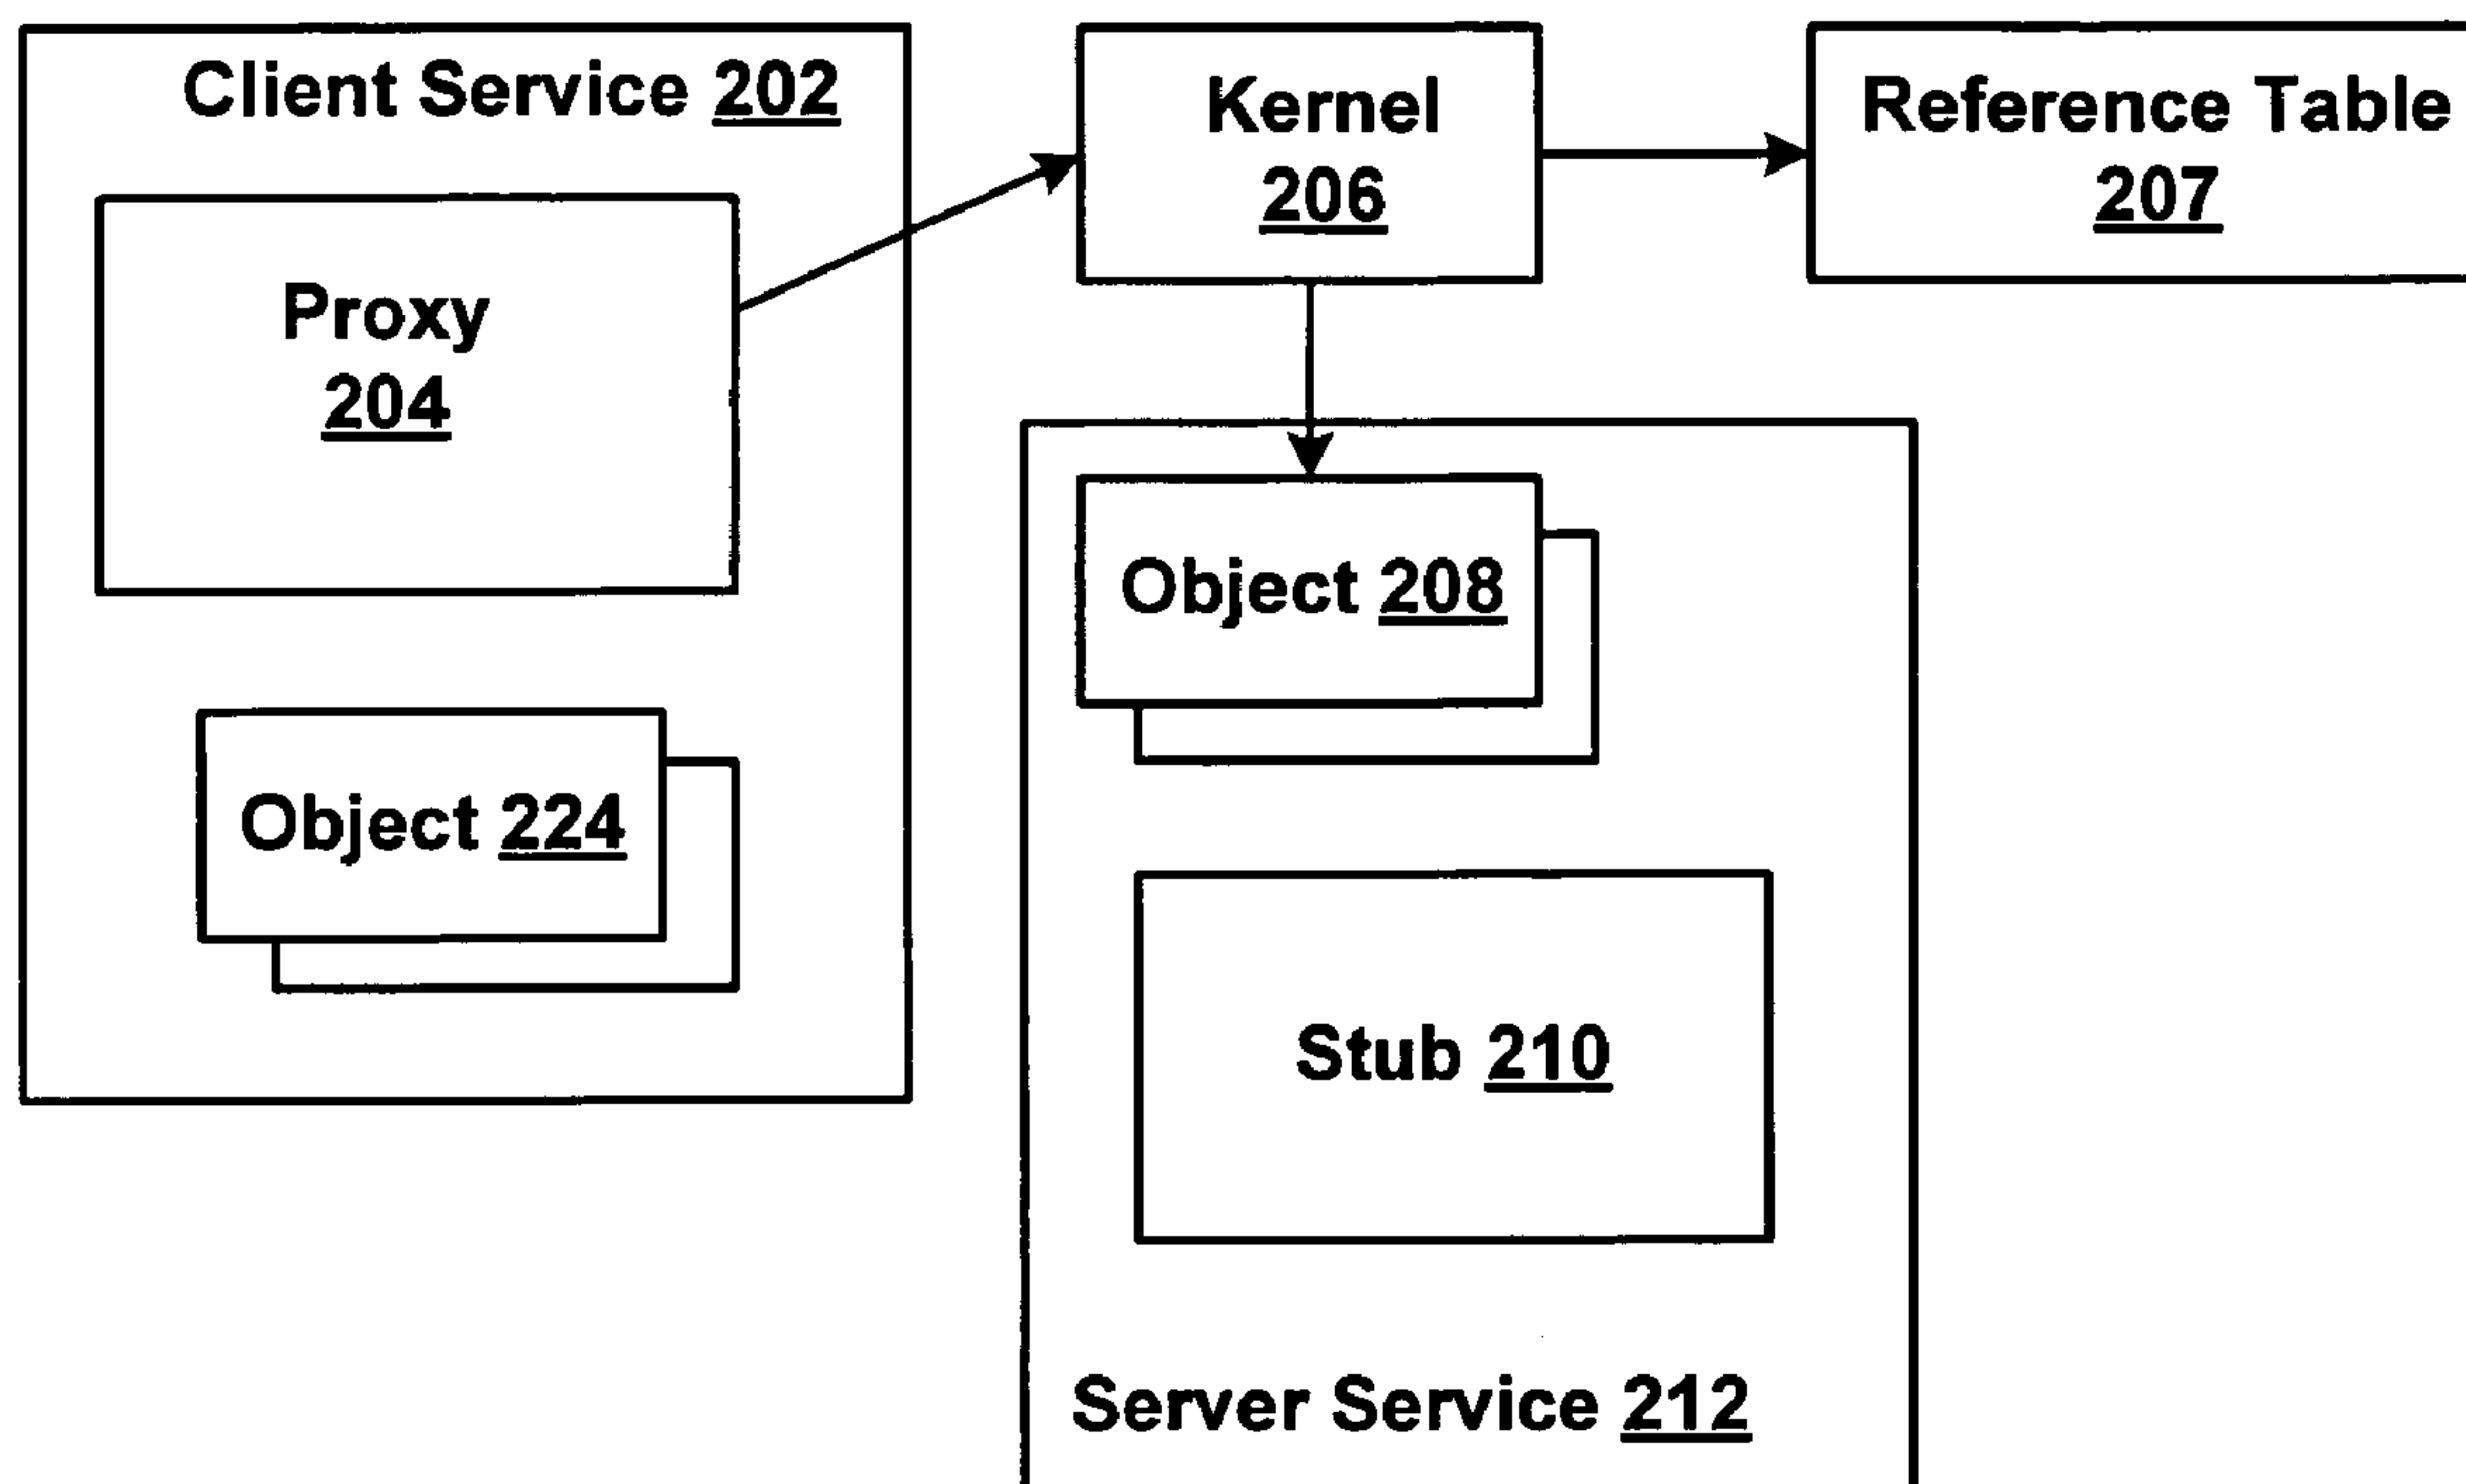 Client Service 202
Proxy
204
Object 224
Kernel
206
Reference Table
207
Object 208
Stub 210
Server Service 212